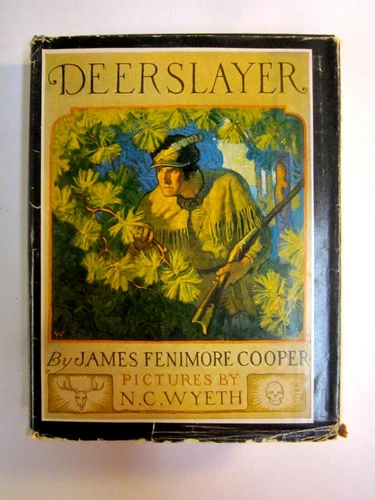 DEERSLAYER
W
By JAMES FENIMORE COOPER
PICTURES BY
N.C. WYETH